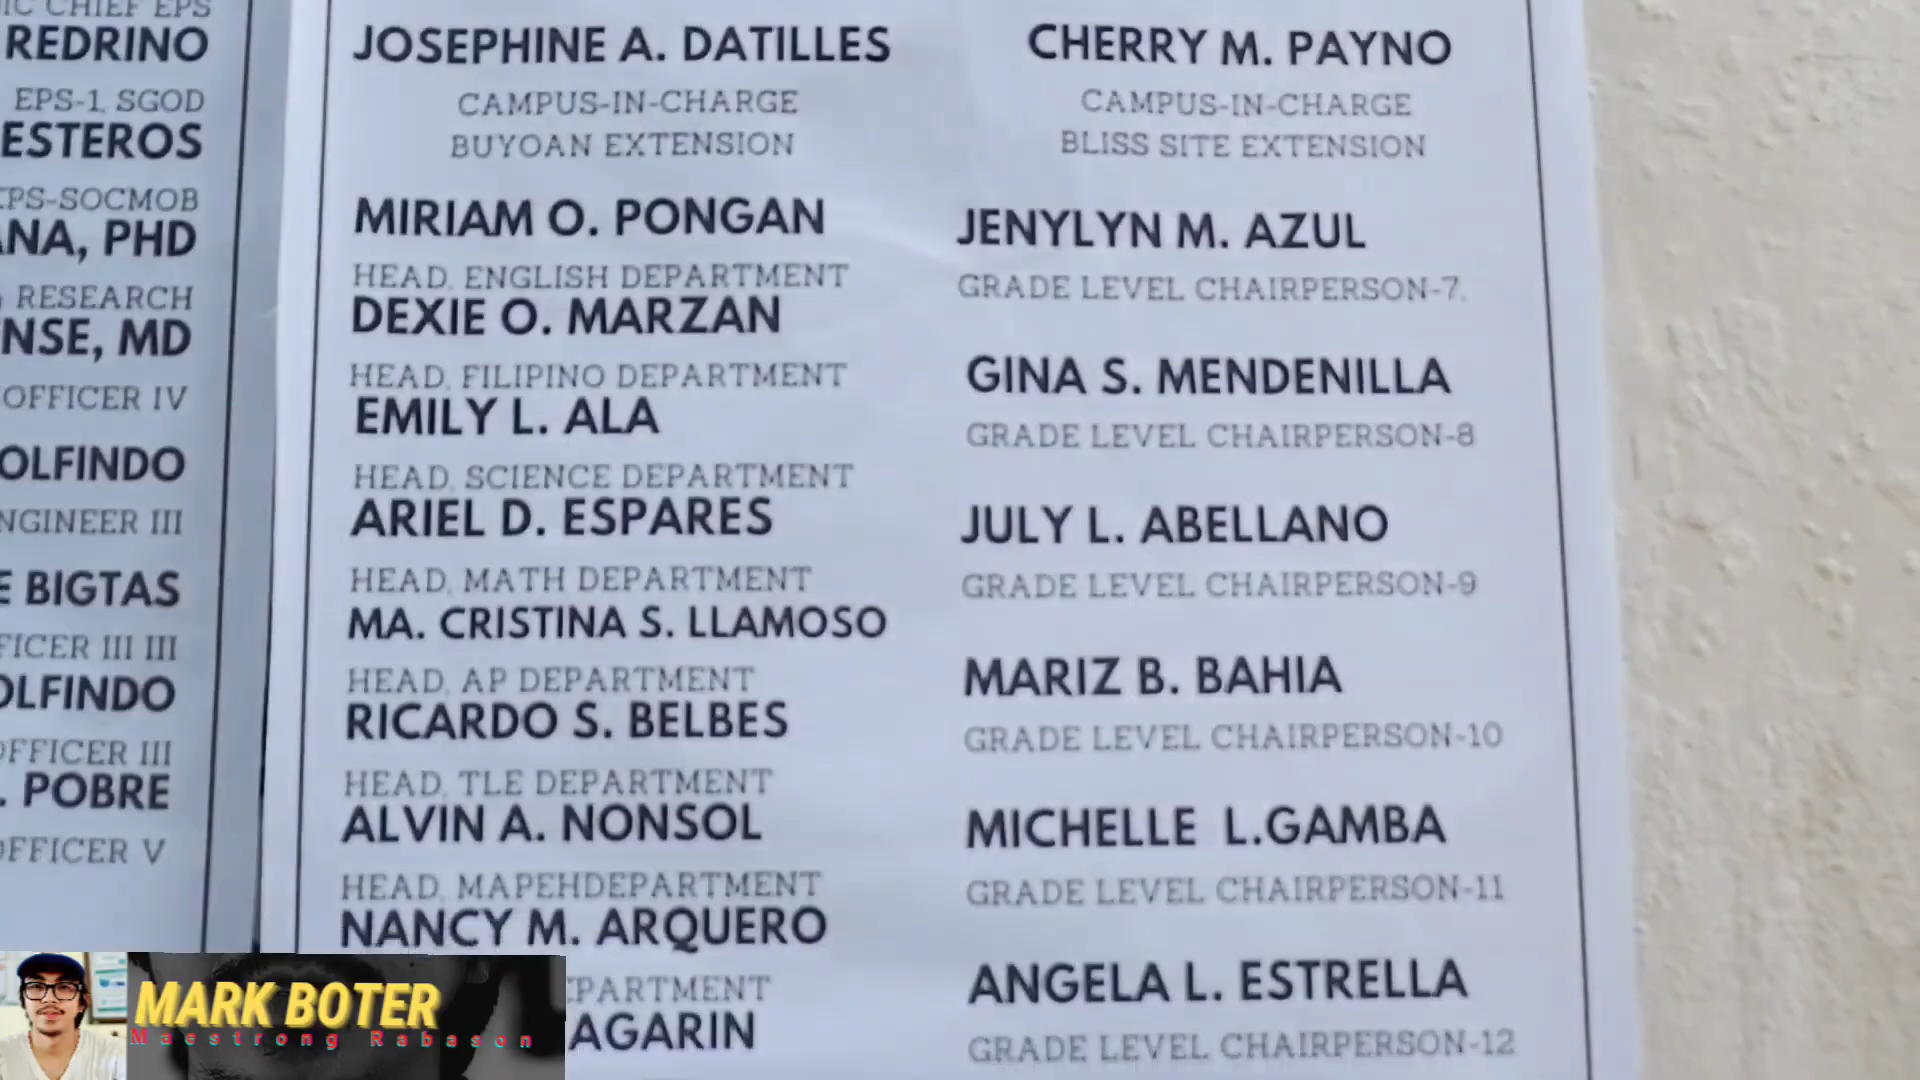 IC CHIEF EPS
REDRINO
EPS-1, SGOD
ESTEROS
EPS-SOCMOB
ANA, PHD
RESEARCH
NSE, MD
OFFICER IV
OLFINDO
NGINEER III
E BIGTAS
FICER III III
OLFINDO
OFFICER III
. POBRE
OFFICER V
JOSEPHINE A. DATILLES
CAMPUS-IN-CHARGE
BUYOAN EXTENSION
MIRIAM O. PONGAN
HEAD, ENGLISH DEPARTMENT
DEXIE O. MARZAN
HEAD, FILIPINO DEPARTMENT
EMILY L. ALA
HEAD, SCIENCE DEPARTMENT
ARIEL D. ESPARES
HEAD, MATH DEPARTMENT
MA. CRISTINA S. LLAMOSO
HEAD, AP DEPARTMENT
RICARDO S. BELBES
HEAD, TLE DEPARTMENT
ALVIN A. NONSOL
HEAD, MAPEHDEPARTMENT
NANCY M. ARQUERO
EPARTMENT
AGARIN
CHERRY M. PAYNO
CAMPUS-IN-CHARGE
BLISS SITE EXTENSION
JENYLYN M. AZUL
GRADE LEVEL CHAIRPERSON-7,
GINA S. MENDENILLA
GRADE LEVEL CHAIRPERSON-8
JULY L. ABELLANO
GRADE LEVEL CHAIRPERSON-9
MARIZ B. BAHIA
GRADE LEVEL CHAIRPERSON-10
MICHELLE L.GAMBA
GRADE LEVEL CHAIRPERSON-11
ANGELA L. ESTRELLA
GRADE LEVEL CHAIRPERSON-12
MARK BOTER
Maestrong Rabason